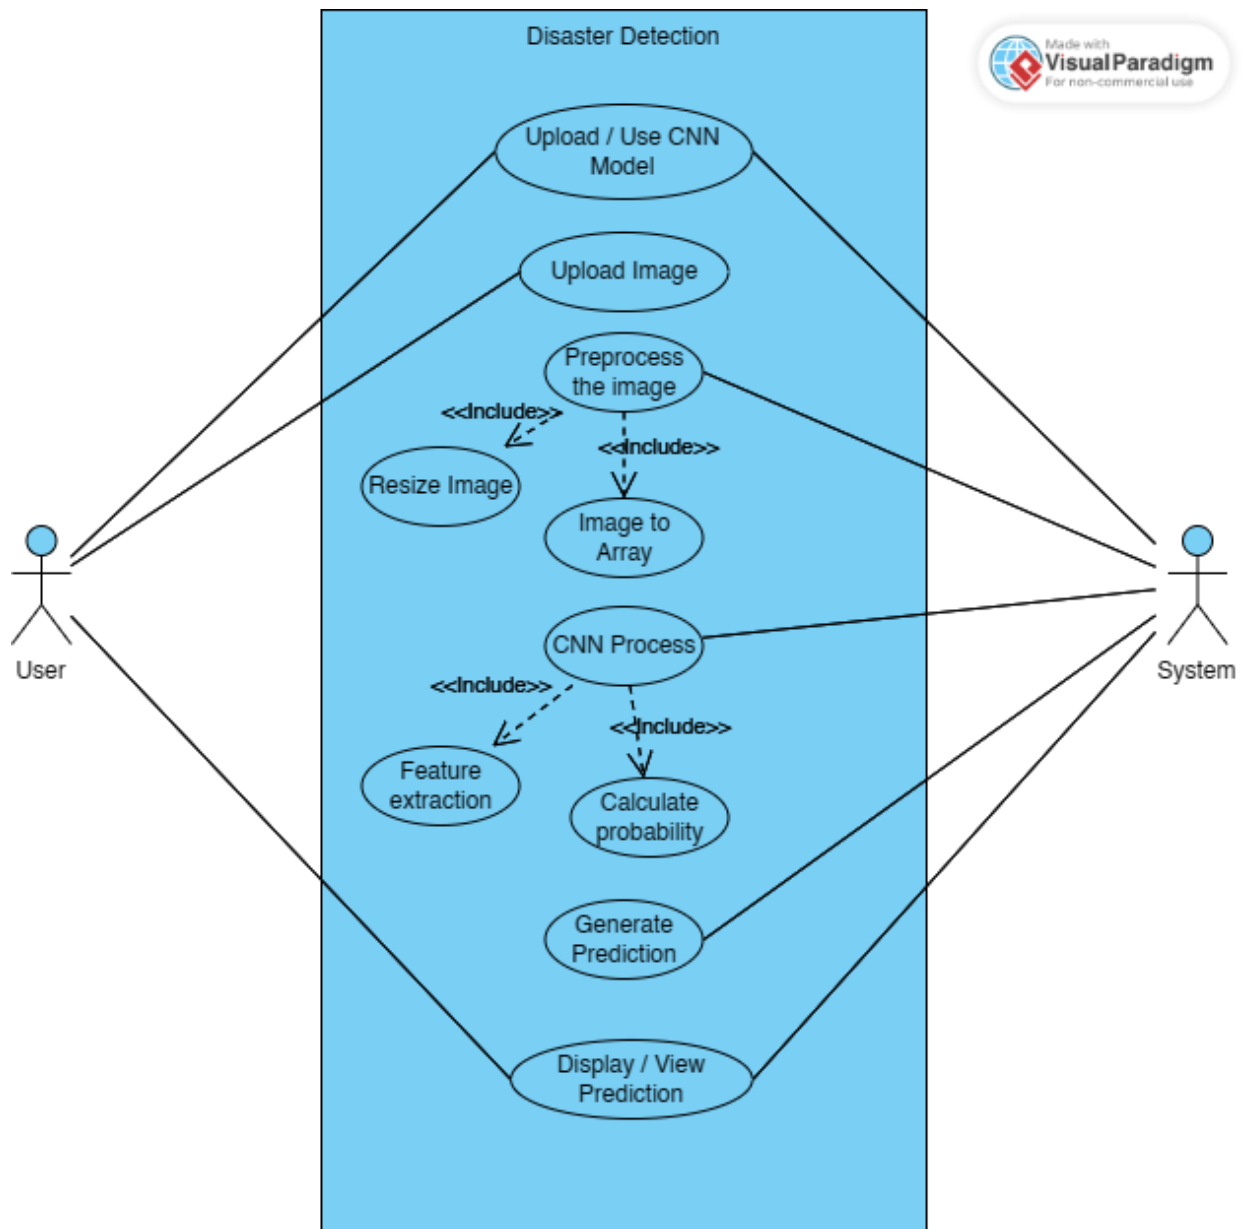 Disaster Detection
Made with
Visual Paradigm
For non-commercial use
Upload / Use CNN
Model
Upload Image
Preprocess
the image
<<Include>>
<<Include>>
Resize Image
Image to
Array
User
System
CNN Process
<<Include>>
<<Include>>
Feature
extraction
Calculate
probability
Generate
Prediction
Display / View
Prediction